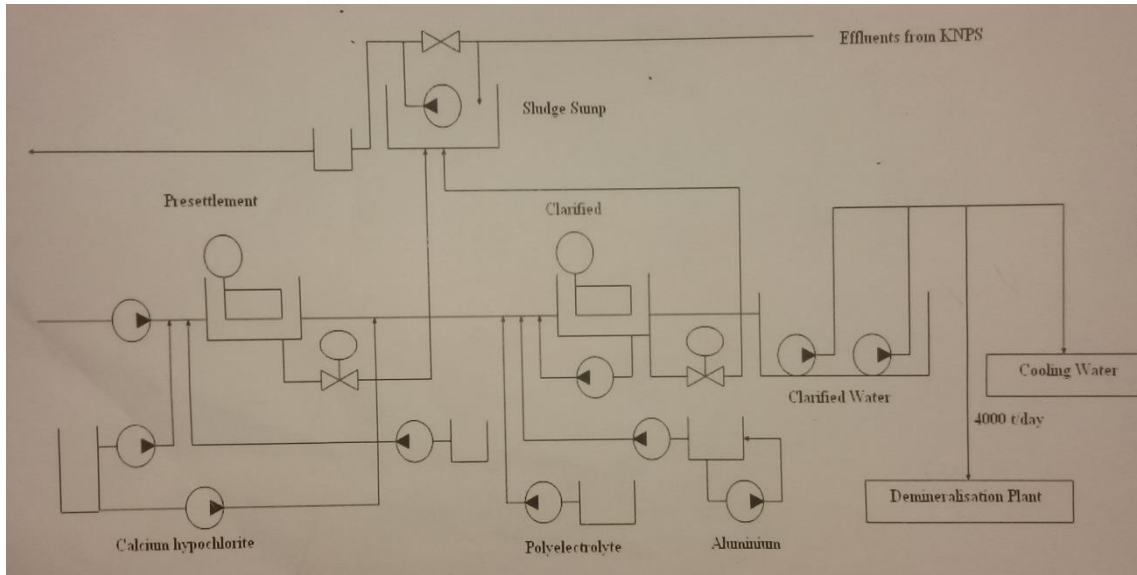 Effluents from KNPS
Sludge Sump
Presettlement
Clarified
Cooling Water
Clarified Water
4000 t/day
Demineralisation Plant
Calcium hypochlorite
Polyelectrolyte
Aluminium